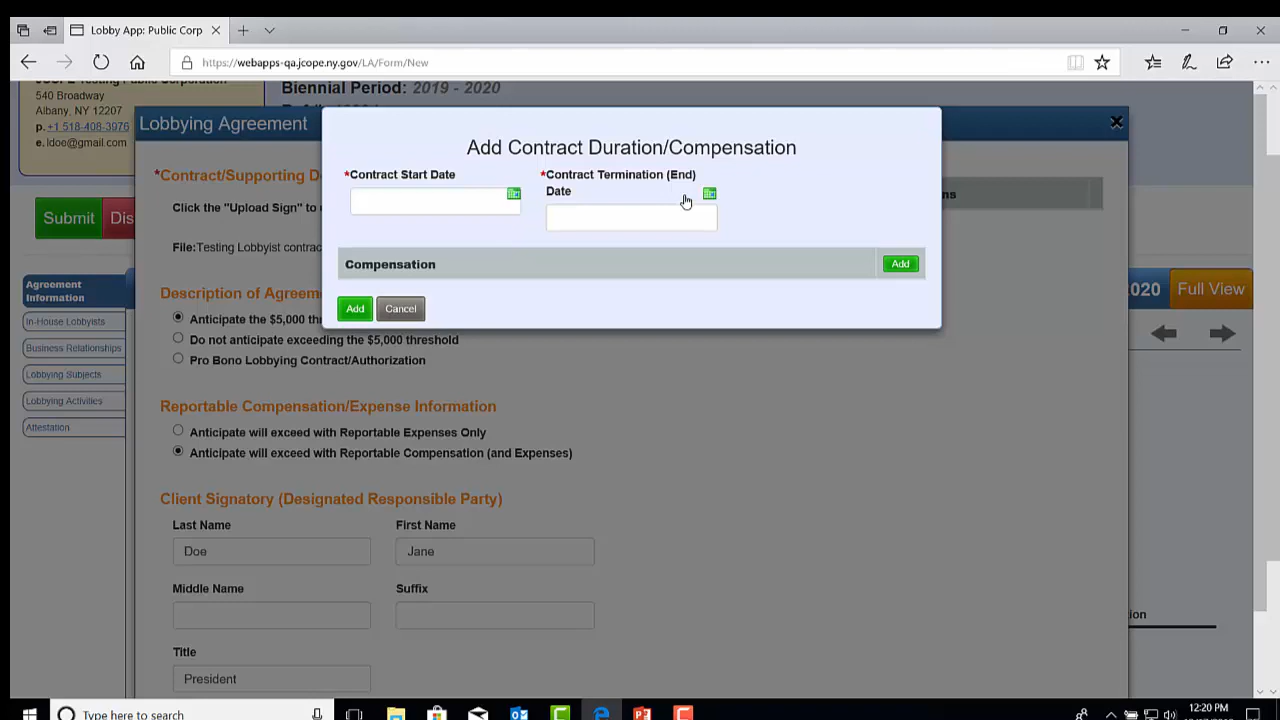 Lobby App: Public Corp
https://webapps-qa.jcope.ny.gov/LA/Form/New
JCOPE Testing Public Corporation
540 Broadway
Albany, NY 12207
p. +1 518-408-3976
e. ldoe@gmail.com
Biennial Period: 2019 - 2020
Lobbying Agreement
Add Contract Duration/Compensation
*Contract Start Date
*Contract Termination (End)
Date
Compensation
Add
Add
Cancel
*Contract/Supporting
Click the "Upload Sign" to
File:Testing Lobbyist
Submit
Agreement
Information
In-House Lobbyists
Business Relationships
Lobbying Subjects
Lobbying Activities
Attestation
2020
Full View
Description of
Anticipate the $5,000
Do not anticipate exceeding the $5,000 threshold
Pro Bono Lobbying Contract/Authorization
Reportable Compensation/Expense Information
Anticipate will exceed with Reportable Expenses Only
Anticipate will exceed with Reportable Compensation (and Expenses)
Client Signatory (Designated Responsible Party)
Last Name
First Name
Doe
Jane
Middle Name
Suffix
Title
President
Type here to search
12:20 PM